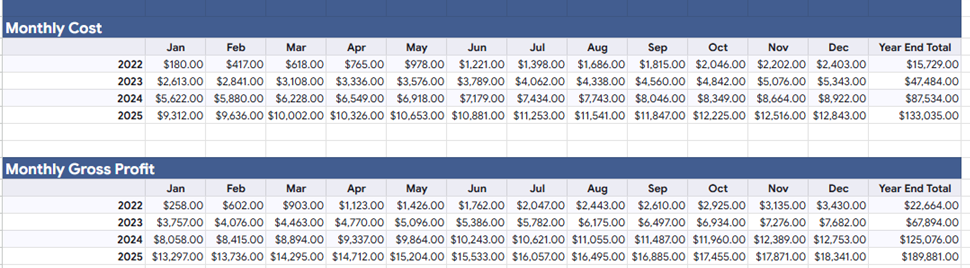 Monthly Cost
Jan Feb Mar Apr May Jun Jul Aug Sep Oct Nov Dec Year End Total
2022 $180.00 $417.00 $618.00 $765.00 $978.00 $1,221.00 $1,398.00 $1,686.00 $1,815.00 $2,046.00 $2,202.00 $2,403.00 $15,729.00
2023 $2,613.00 $2,841.00 $3,108.00 $3,336.00 $3,576.00 $3,789.00 $4,062.00 $4,338.00 $4,560.00 $4,842.00 $5,076.00 $5,343.00 $47,484.00
2024 $5,622.00 $5,880.00 $6,228.00 $6,549.00 $6,918.00 $7,179.00 $7,434.00 $7,743.00 $8,046.00 $8,349.00 $8,664.00 $8,922.00 $87,534.00
2025 $9,312.00 $9,636.00 $10,002.00 $10,326.00 $10,653.00 $10,881.00 $11,253.00 $11,541.00 $11,847.00 $12,225.00 $12,516.00 $12,843.00 $133,035.00
Monthly Gross Profit
Jan Feb Mar Apr May Jun Jul Aug Sep Oct Nov Dec Year End Total
2022 $258.00 $602.00 $903.00 $1,123.00 $1,426.00 $1,762.00 $2,047.00 $2,443.00 $2,610.00 $2,925.00 $3,135.00 $3,430.00 $22,664.00
2023 $3,757.00 $4,076.00 $4,463.00 $4,770.00 $5,096.00 $5,386.00 $5,782.00 $6,175.00 $6,497.00 $6,934.00 $7,276.00 $7,682.00 $67,894.00
2024 $8,058.00 $8,415.00 $8,894.00 $9,337.00 $9,864.00 $10,243.00 $10,621.00 $11,055.00 $11,487.00 $11,960.00 $12,389.00 $12,753.00 $125,076.00
2025 $13,297.00 $13,736.00 $14,295.00 $14,712.00 $15,204.00 $15,533.00 $16,057.00 $16,495.00 $16,885.00 $17,455.00 $17,871.00 $18,341.00 $189,881.00